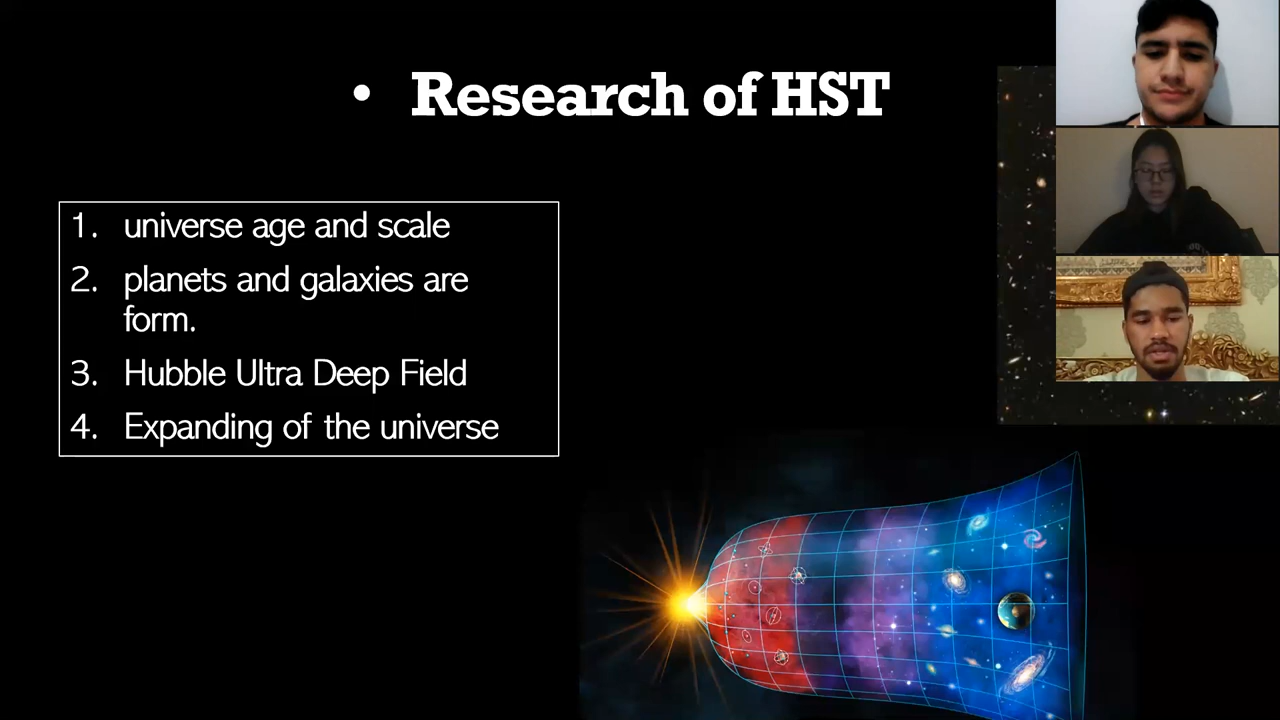 • Research of HST
1. universe age and scale
2. planets and galaxies are
form.
3. Hubble Ultra Deep Field
4. Expanding of the universe